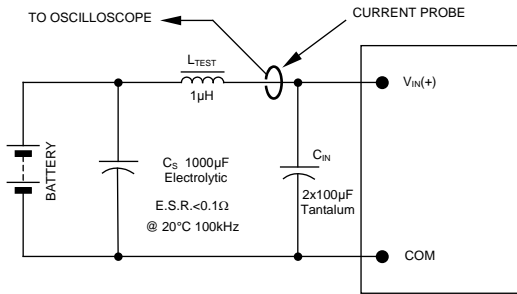 TO OSCILLOSCOPE
CURRENT PROBE
LTEST
1µH
VIN(+)
BATTERY
CS 1000µF
Electrolytic
E.S.R.<0.1Ω
@ 20°C 100kHz
CIN
2x100µF
Tantalum
COM